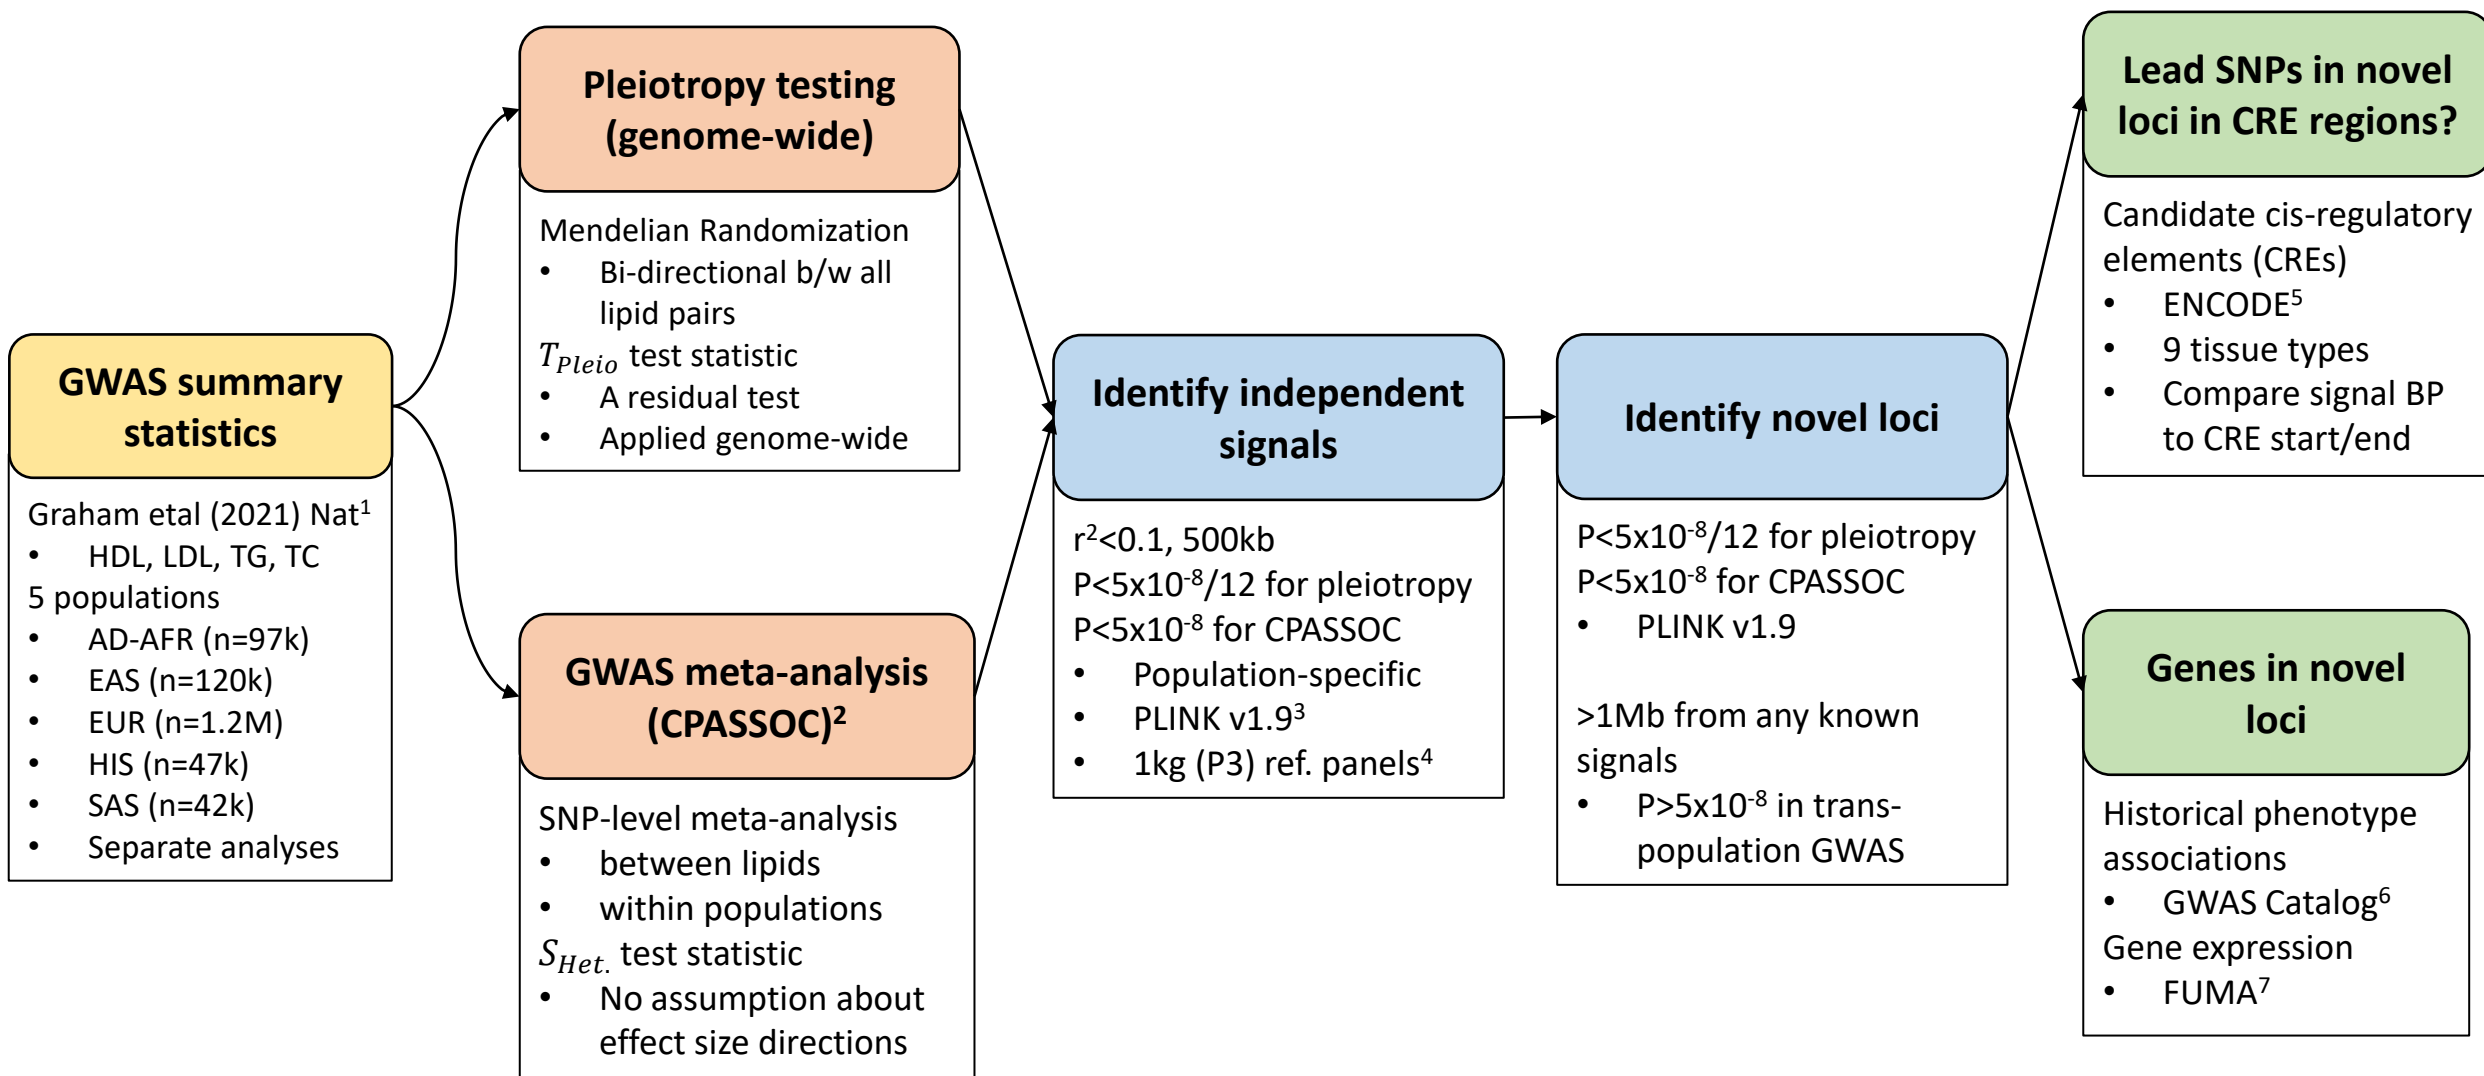 GWAS summary
statistics
Graham etal (2021) Nat¹
• HDL, LDL, TG, TC
5 populations
• AD-AFR (n=97k)
• EAS (n=120k)
• EUR (n=1.2M)
• HIS (n=47k)
• SAS (n=42k)
• Separate analyses
Pleiotropy testing
(genome-wide)
Mendelian Randomization
• Bi-directional b/w all
lipid pairs
T_Pleio test statistic
• A residual test
• Applied genome-wide
GWAS meta-analysis
(CPASSOC)²
SNP-level meta-analysis
• between lipids
• within populations
S_Het. test statistic
• No assumption about
effect size directions
Identify independent
signals
r²<0.1, 500kb
P<5x10⁻⁸/12 for pleiotropy
P<5x10⁻⁸ for CPASSOC
• Population-specific
• PLINK v1.9³
• 1kg (P3) ref. panels⁴
Identify novel loci
P<5x10⁻⁸/12 for pleiotropy
P<5x10⁻⁸ for CPASSOC
• PLINK v1.9
>1Mb from any known
signals
• P>5x10⁻⁸ in trans-
population GWAS
Lead SNPs in novel
loci in CRE regions?
Candidate cis-regulatory
elements (CREs)
• ENCODE⁵
• 9 tissue types
• Compare signal BP
to CRE start/end
Genes in novel
loci
Historical phenotype
associations
• GWAS Catalog⁶
Gene expression
• FUMA⁷